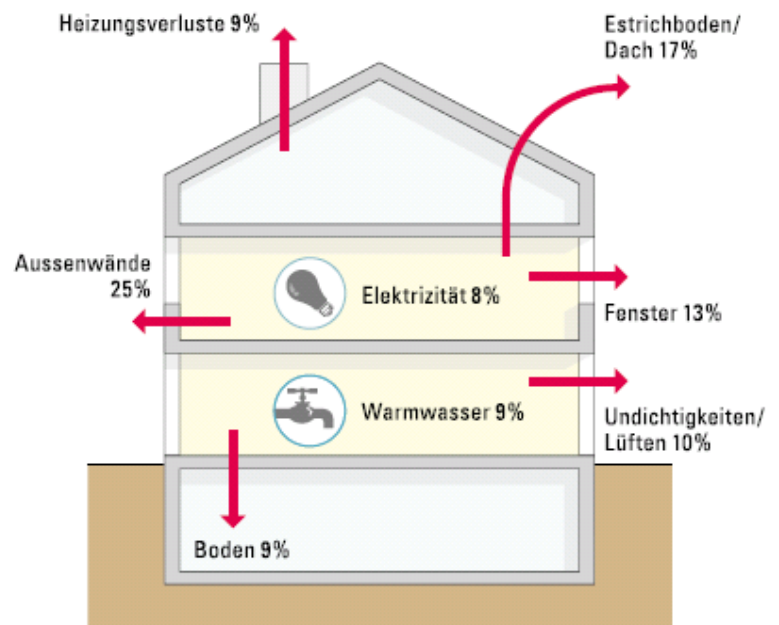 Heizungsverluste 9%
Estrichboden/
Dach 17%
Aussenwände
25%
Elektrizität 8%
Fenster 13%
Warmwasser 9%
Undichtigkeiten/
Lüften 10%
Boden 9%